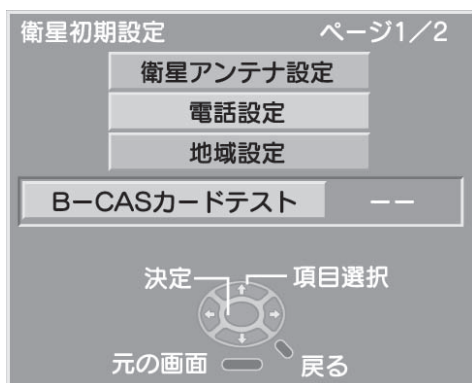 衛星初期設定 ページ1／2
衛星アンテナ設定
電話設定
地域設定
B−CASカードテスト −−
決定 項目選択
元の画面 戻る